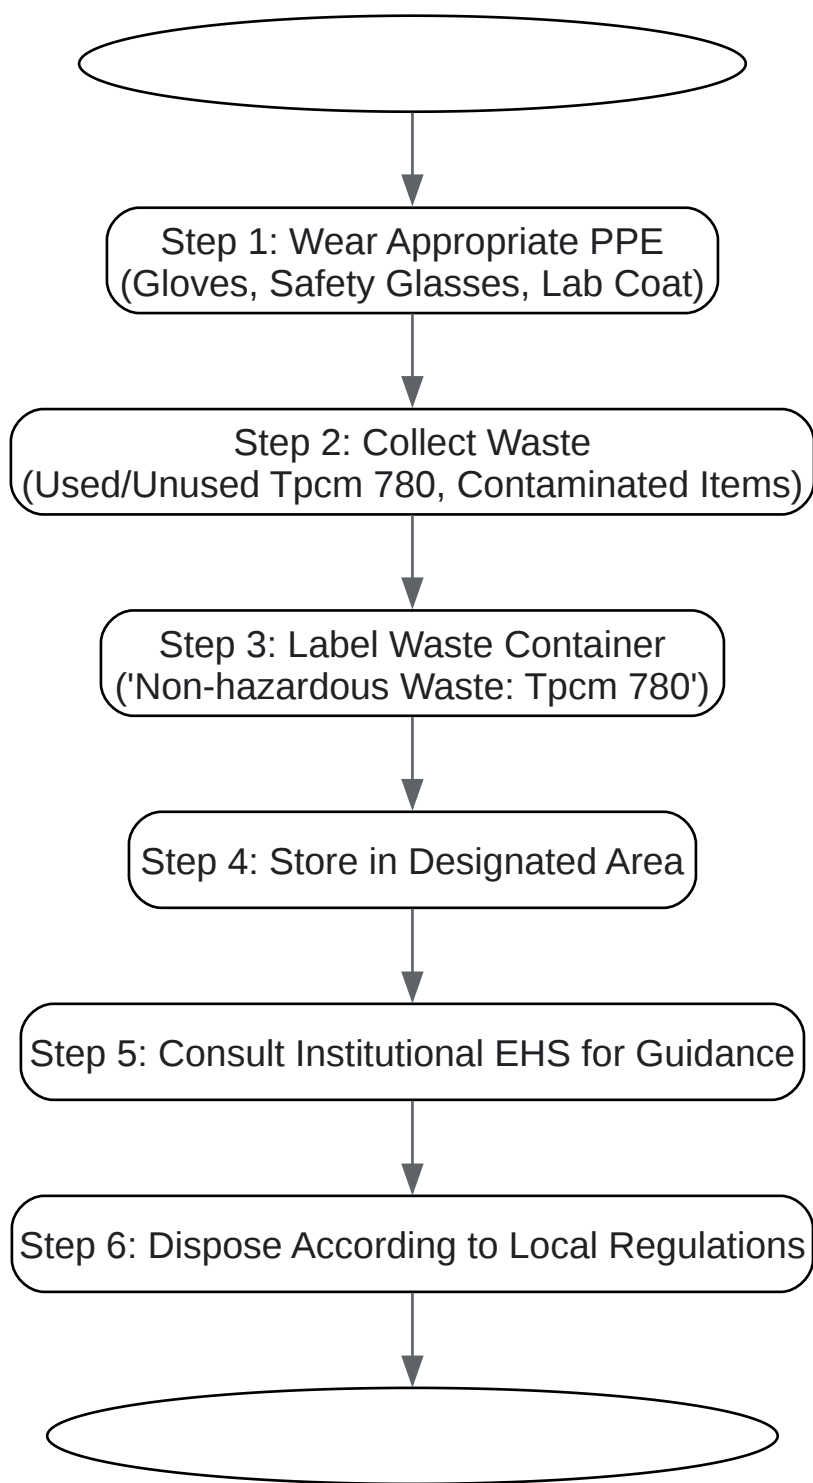 Step 1: Wear Appropriate PPE
(Gloves, Safety Glasses, Lab Coat)
Step 2: Collect Waste
(Used/Unused Tpcm 780, Contaminated Items)
Step 3: Label Waste Container
('Non-hazardous Waste: Tpcm 780')
Step 4: Store in Designated Area
Step 5: Consult Institutional EHS for Guidance
Step 6: Dispose According to Local Regulations